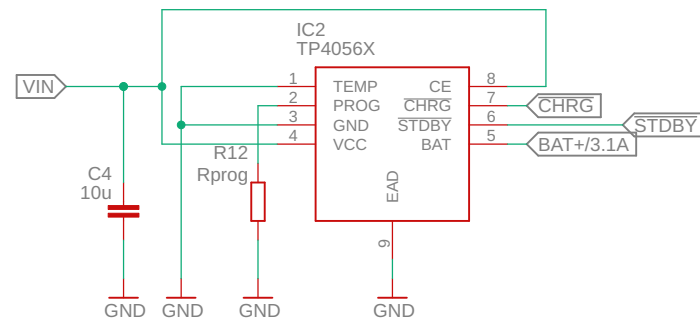 IC2
TP4056X
VIN
1 TEMP CE 8
2 PROG CHRG 7 CHRG
3 GND STDBY 6 STDBY
4 VCC BAT 5 BAT+/3.1A
R12
Rprog
C4
10u
EAD
9
GND GND GND GND